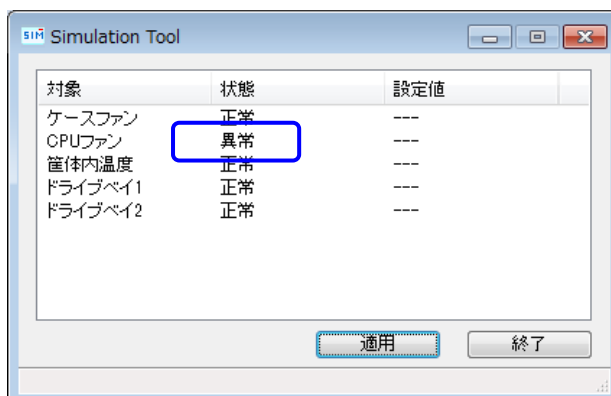 SIM Simulation Tool
対象 状態 設定値
ケースファン 正常 ---
CPUファン 異常 ---
筐体内温度 正常 ---
ドライブベイ1 正常 ---
ドライブベイ2 正常 ---
適用 終了